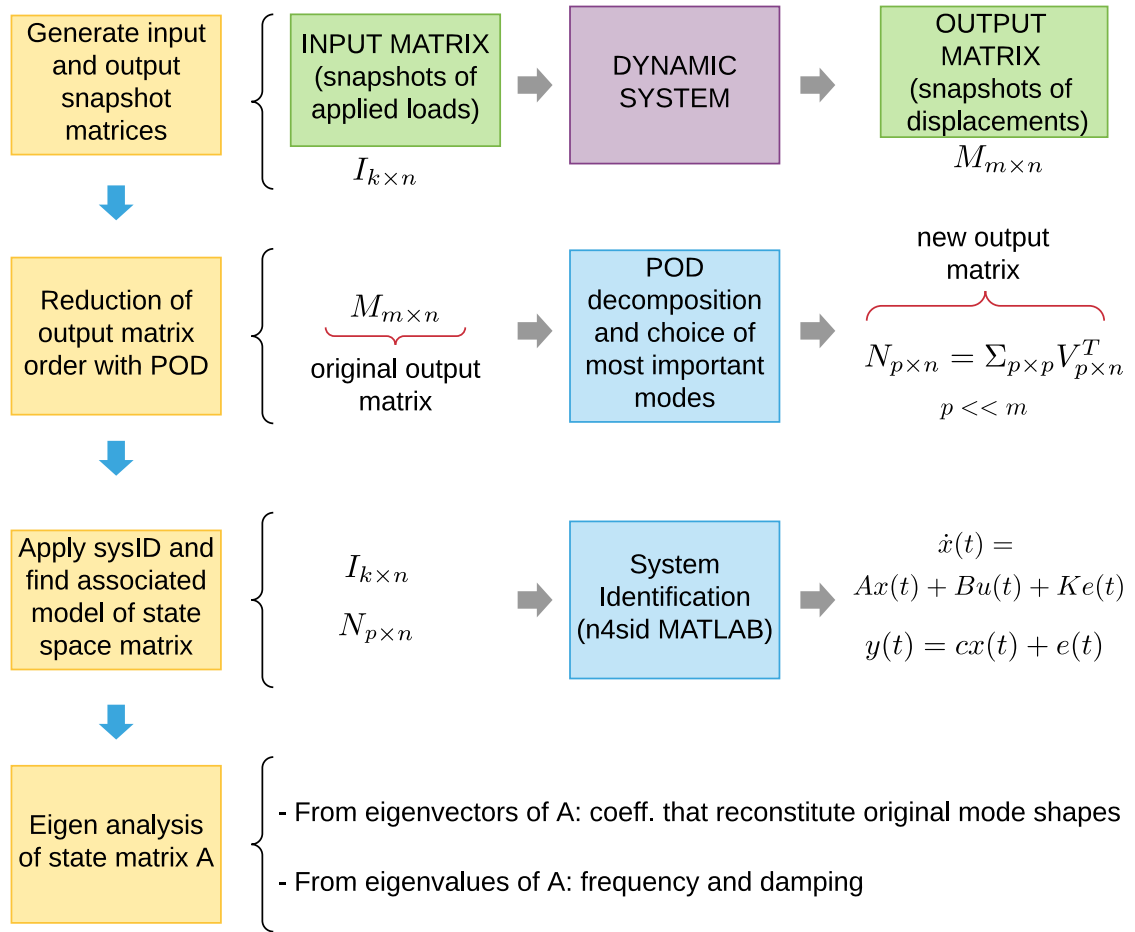 Generate input
and output
snapshot
matrices
INPUT MATRIX
(snapshots of
applied loads)
I_{k×n}
DYNAMIC
SYSTEM
OUTPUT
MATRIX
(snapshots of
displacements)
M_{m×n}
Reduction of
output matrix
order with POD
M_{m×n}
original output
matrix
POD
decomposition
and choice of
most important
modes
new output
matrix
N_{p×n} = Σ_{p×p}V^T_{p×n}
p << m
Apply sysID and
find associated
model of state
space matrix
I_{k×n}
N_{p×n}
System
Identification
(n4sid MATLAB)
ẋ(t) =
Ax(t) + Bu(t) + Ke(t)
y(t) = cx(t) + e(t)
Eigen analysis
of state matrix A
- From eigenvectors of A: coeff. that reconstitute original mode shapes
- From eigenvalues of A: frequency and damping